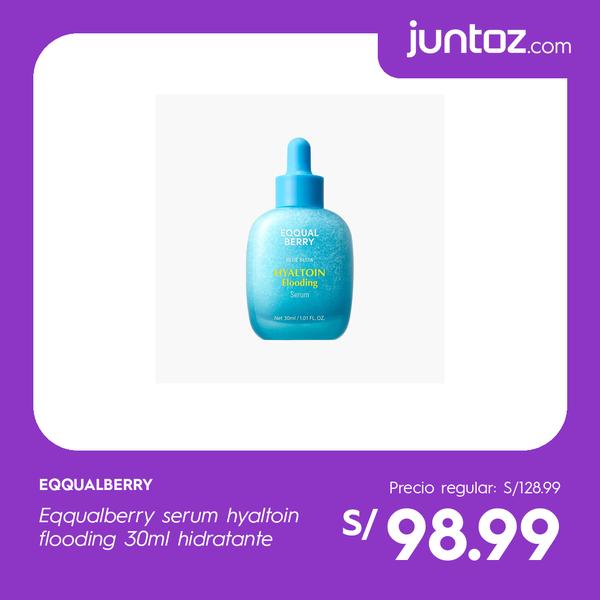 juntoz.com
EQQUAL
BERRY
HYALTOIN
Flooding
Serum
Net 30ml / 1.01 FL. OZ.
EQQUALBERRY
Precio regular: S/128.99
Eqqualberry serum hyaltoin
flooding 30ml hidratante
S/ 98.99